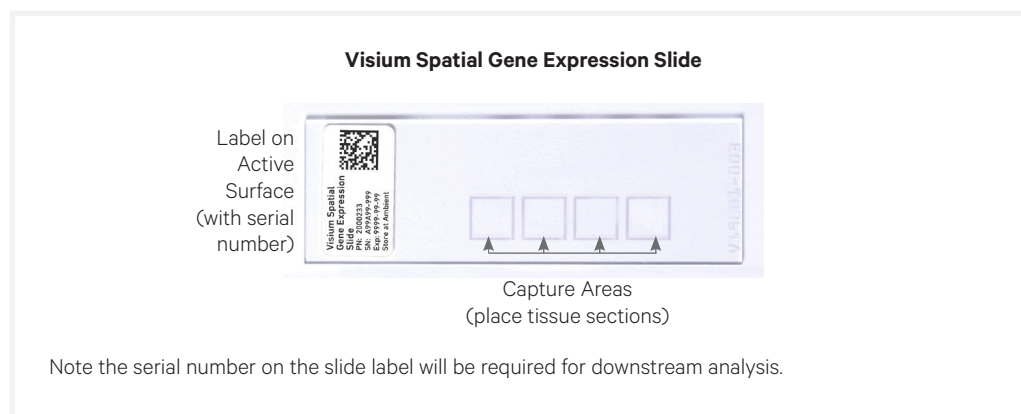 Visium Spatial Gene Expression Slide
Label on
Active
Surface
(with serial
number)
Visium Spatial
Gene Expression
Slide
PN: 2000233
SN: A99A99-999
Exp: 9999-99-99
Store at Ambient
Capture Areas
(place tissue sections)
Note the serial number on the slide label will be required for downstream analysis.